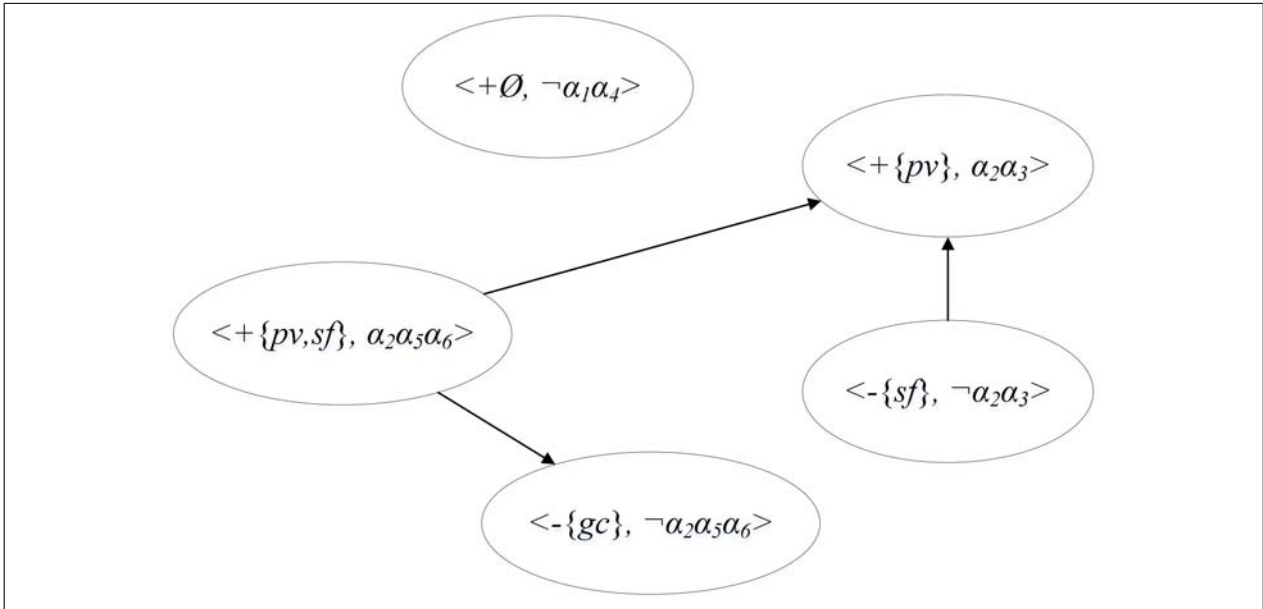 <+Ø, ¬α₁α₄>
<+{pv}, α₂α₃>
<+{pv,sf}, α₂α₅α₆>
<-{sf}, ¬α₂α₃>
<-{gc}, ¬α₂α₅α₆>